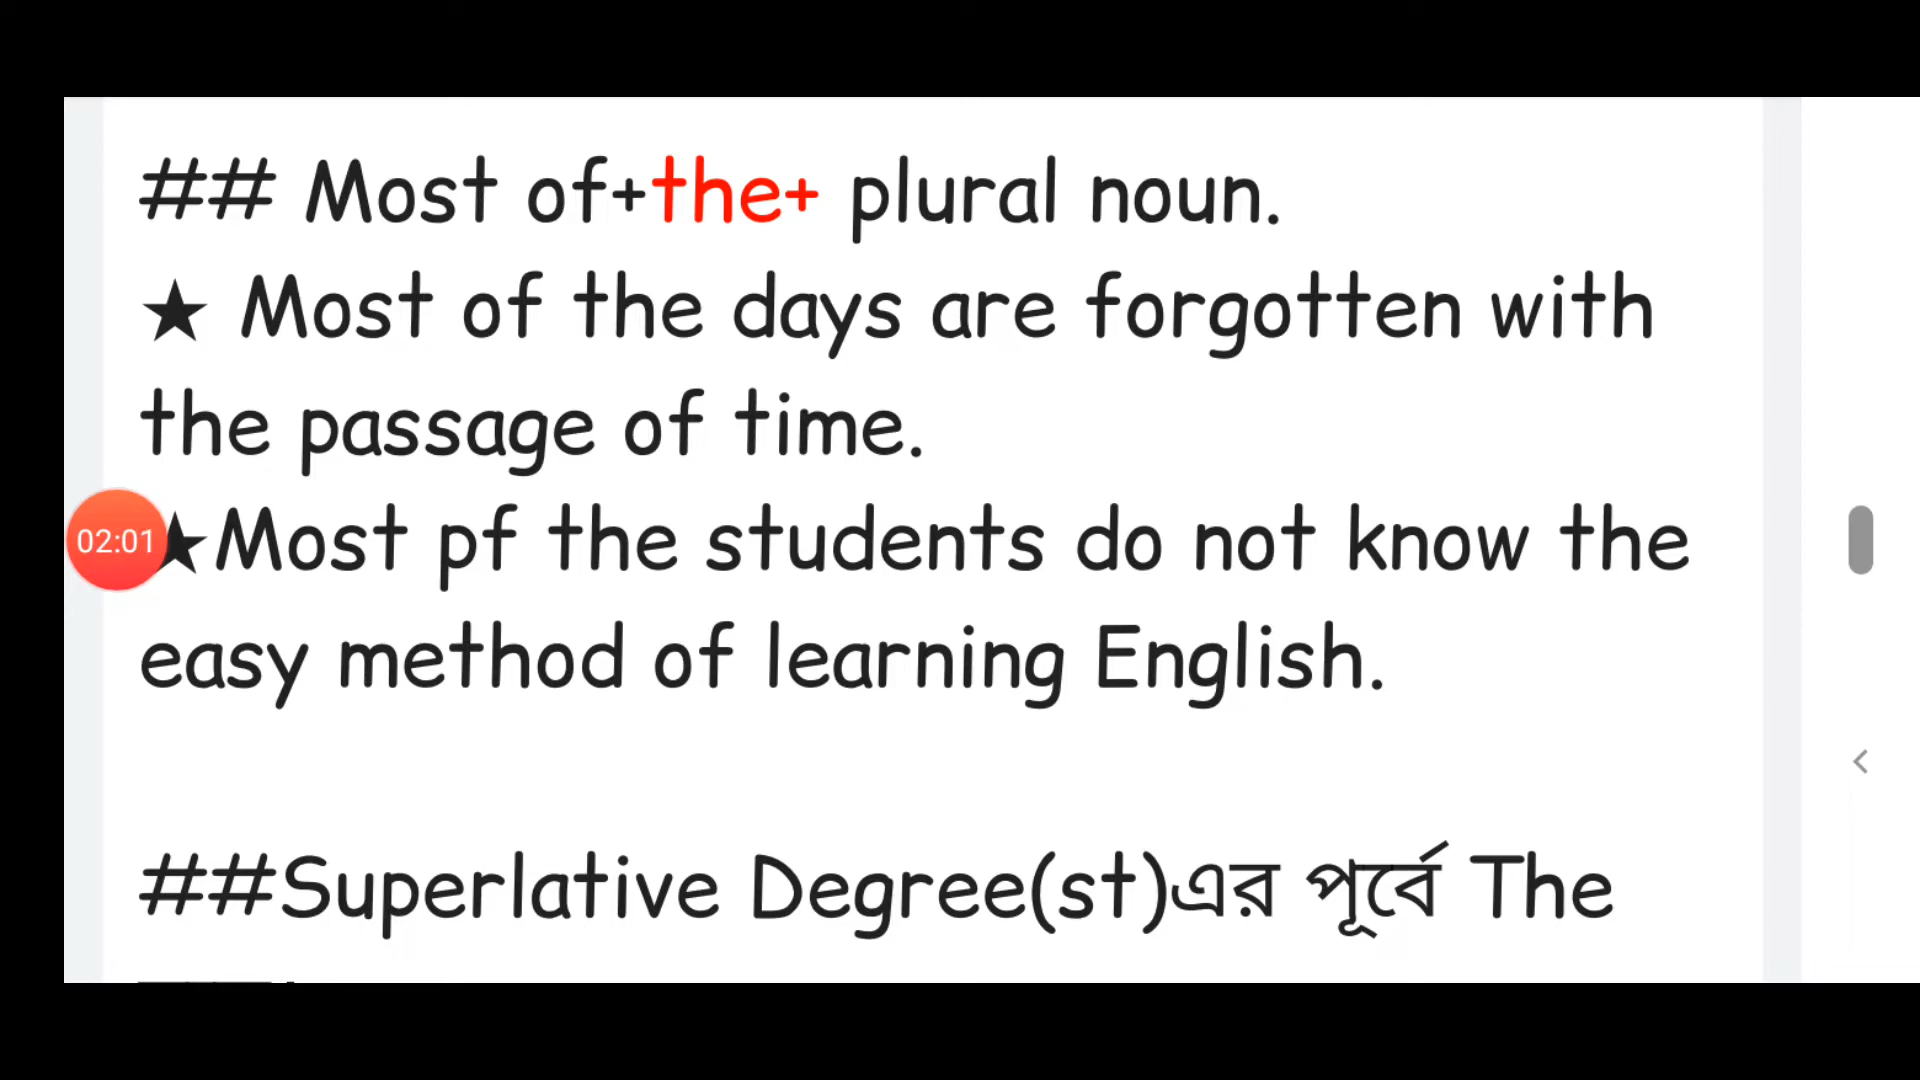 ## Most of+the+ plural noun.
★ Most of the days are forgotten with
the passage of time.
02:01
★Most pf the students do not know the
easy method of learning English.
##Superlative Degree(st)এর পূর্বে The